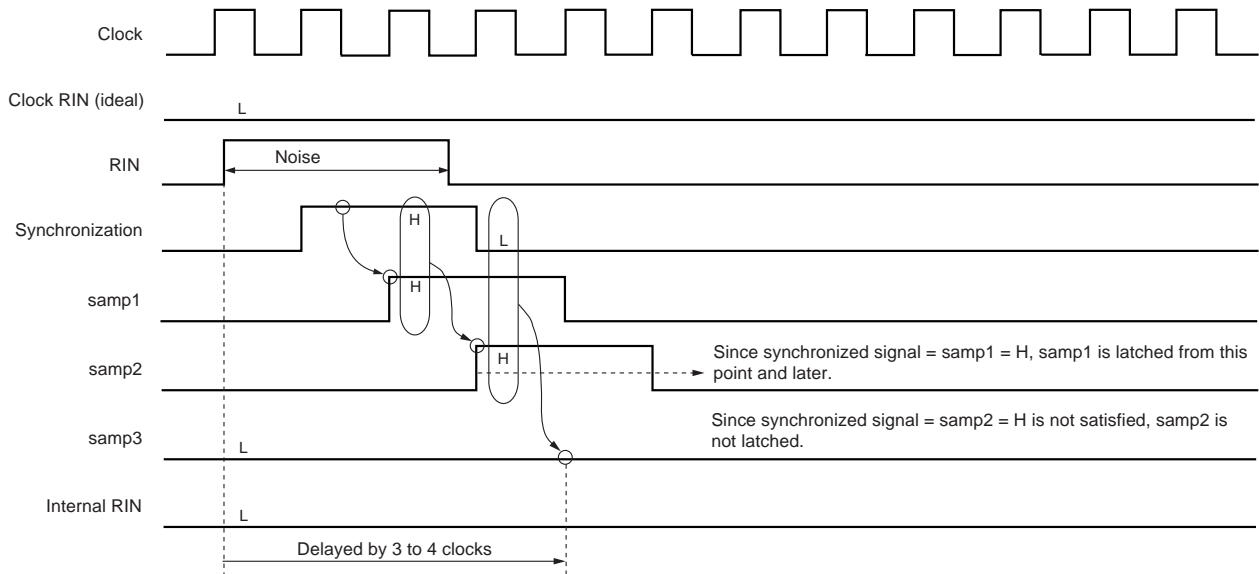 Clock
Clock RIN (ideal)
L
RIN
Noise
Synchronization
H
L
samp1
H
samp2
H
Since synchronized signal = samp1 = H, samp1 is latched from this
point and later.
samp3
L
Since synchronized signal = samp2 = H is not satisfied, samp2 is
not latched.
Internal RIN
L
Delayed by 3 to 4 clocks